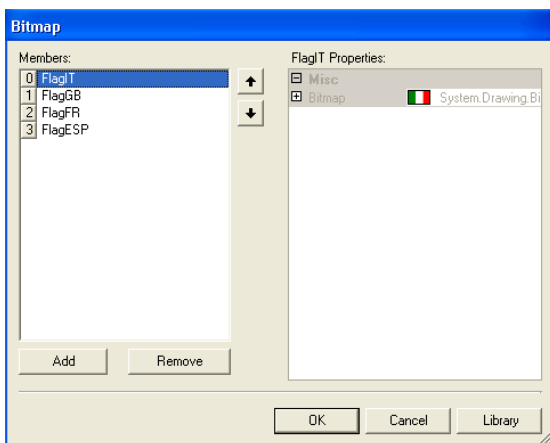 Bitmap
Members:
0 FlagIT
1 FlagGB
2 FlagFR
3 FlagESP
FlagIT Properties:
Misc
Bitmap System.Drawing.Bi
Add Remove
OK Cancel Library